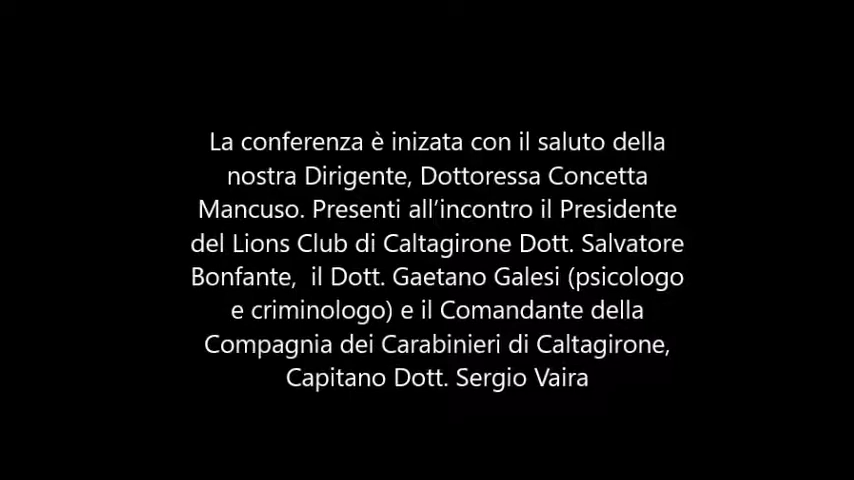 La conferenza è inizata con il saluto della
nostra Dirigente, Dottoressa Concetta
Mancuso. Presenti all’incontro il Presidente
del Lions Club di Caltagirone Dott. Salvatore
Bonfante,  il Dott. Gaetano Galesi (psicologo
e criminologo) e il Comandante della
Compagnia dei Carabinieri di Caltagirone,
Capitano Dott. Sergio Vaira